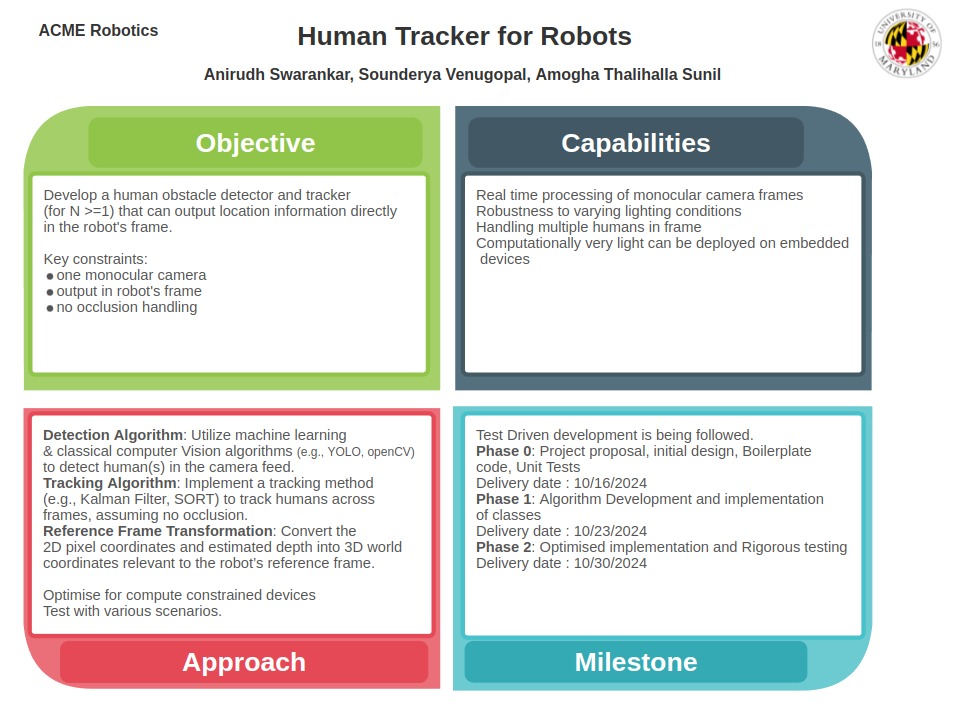 ACME Robotics
Human Tracker for Robots
Anirudh Swarankar, Sounderya Venugopal, Amogha Thalihalla Sunil
UNIVERSITY OF
18 56
MARYLAND
Objective
Develop a human obstacle detector and tracker
(for N >=1) that can output location information directly
in the robot's frame.
Key constraints:
● one monocular camera
● output in robot's frame
● no occlusion handling
Capabilities
Real time processing of monocular camera frames
Robustness to varying lighting conditions
Handling multiple humans in frame
Computationally very light can be deployed on embedded
devices
Detection Algorithm: Utilize machine learning
& classical computer Vision algorithms (e.g., YOLO, openCV)
to detect human(s) in the camera feed.
Tracking Algorithm: Implement a tracking method
(e.g., Kalman Filter, SORT) to track humans across
frames, assuming no occlusion.
Reference Frame Transformation: Convert the
2D pixel coordinates and estimated depth into 3D world
coordinates relevant to the robot's reference frame.
Optimise for compute constrained devices
Test with various scenarios.
Approach
Test Driven development is being followed.
Phase 0: Project proposal, initial design, Boilerplate
code, Unit Tests
Delivery date : 10/16/2024
Phase 1: Algorithm Development and implementation
of classes
Delivery date : 10/23/2024
Phase 2: Optimised implementation and Rigorous testing
Delivery date : 10/30/2024
Milestone